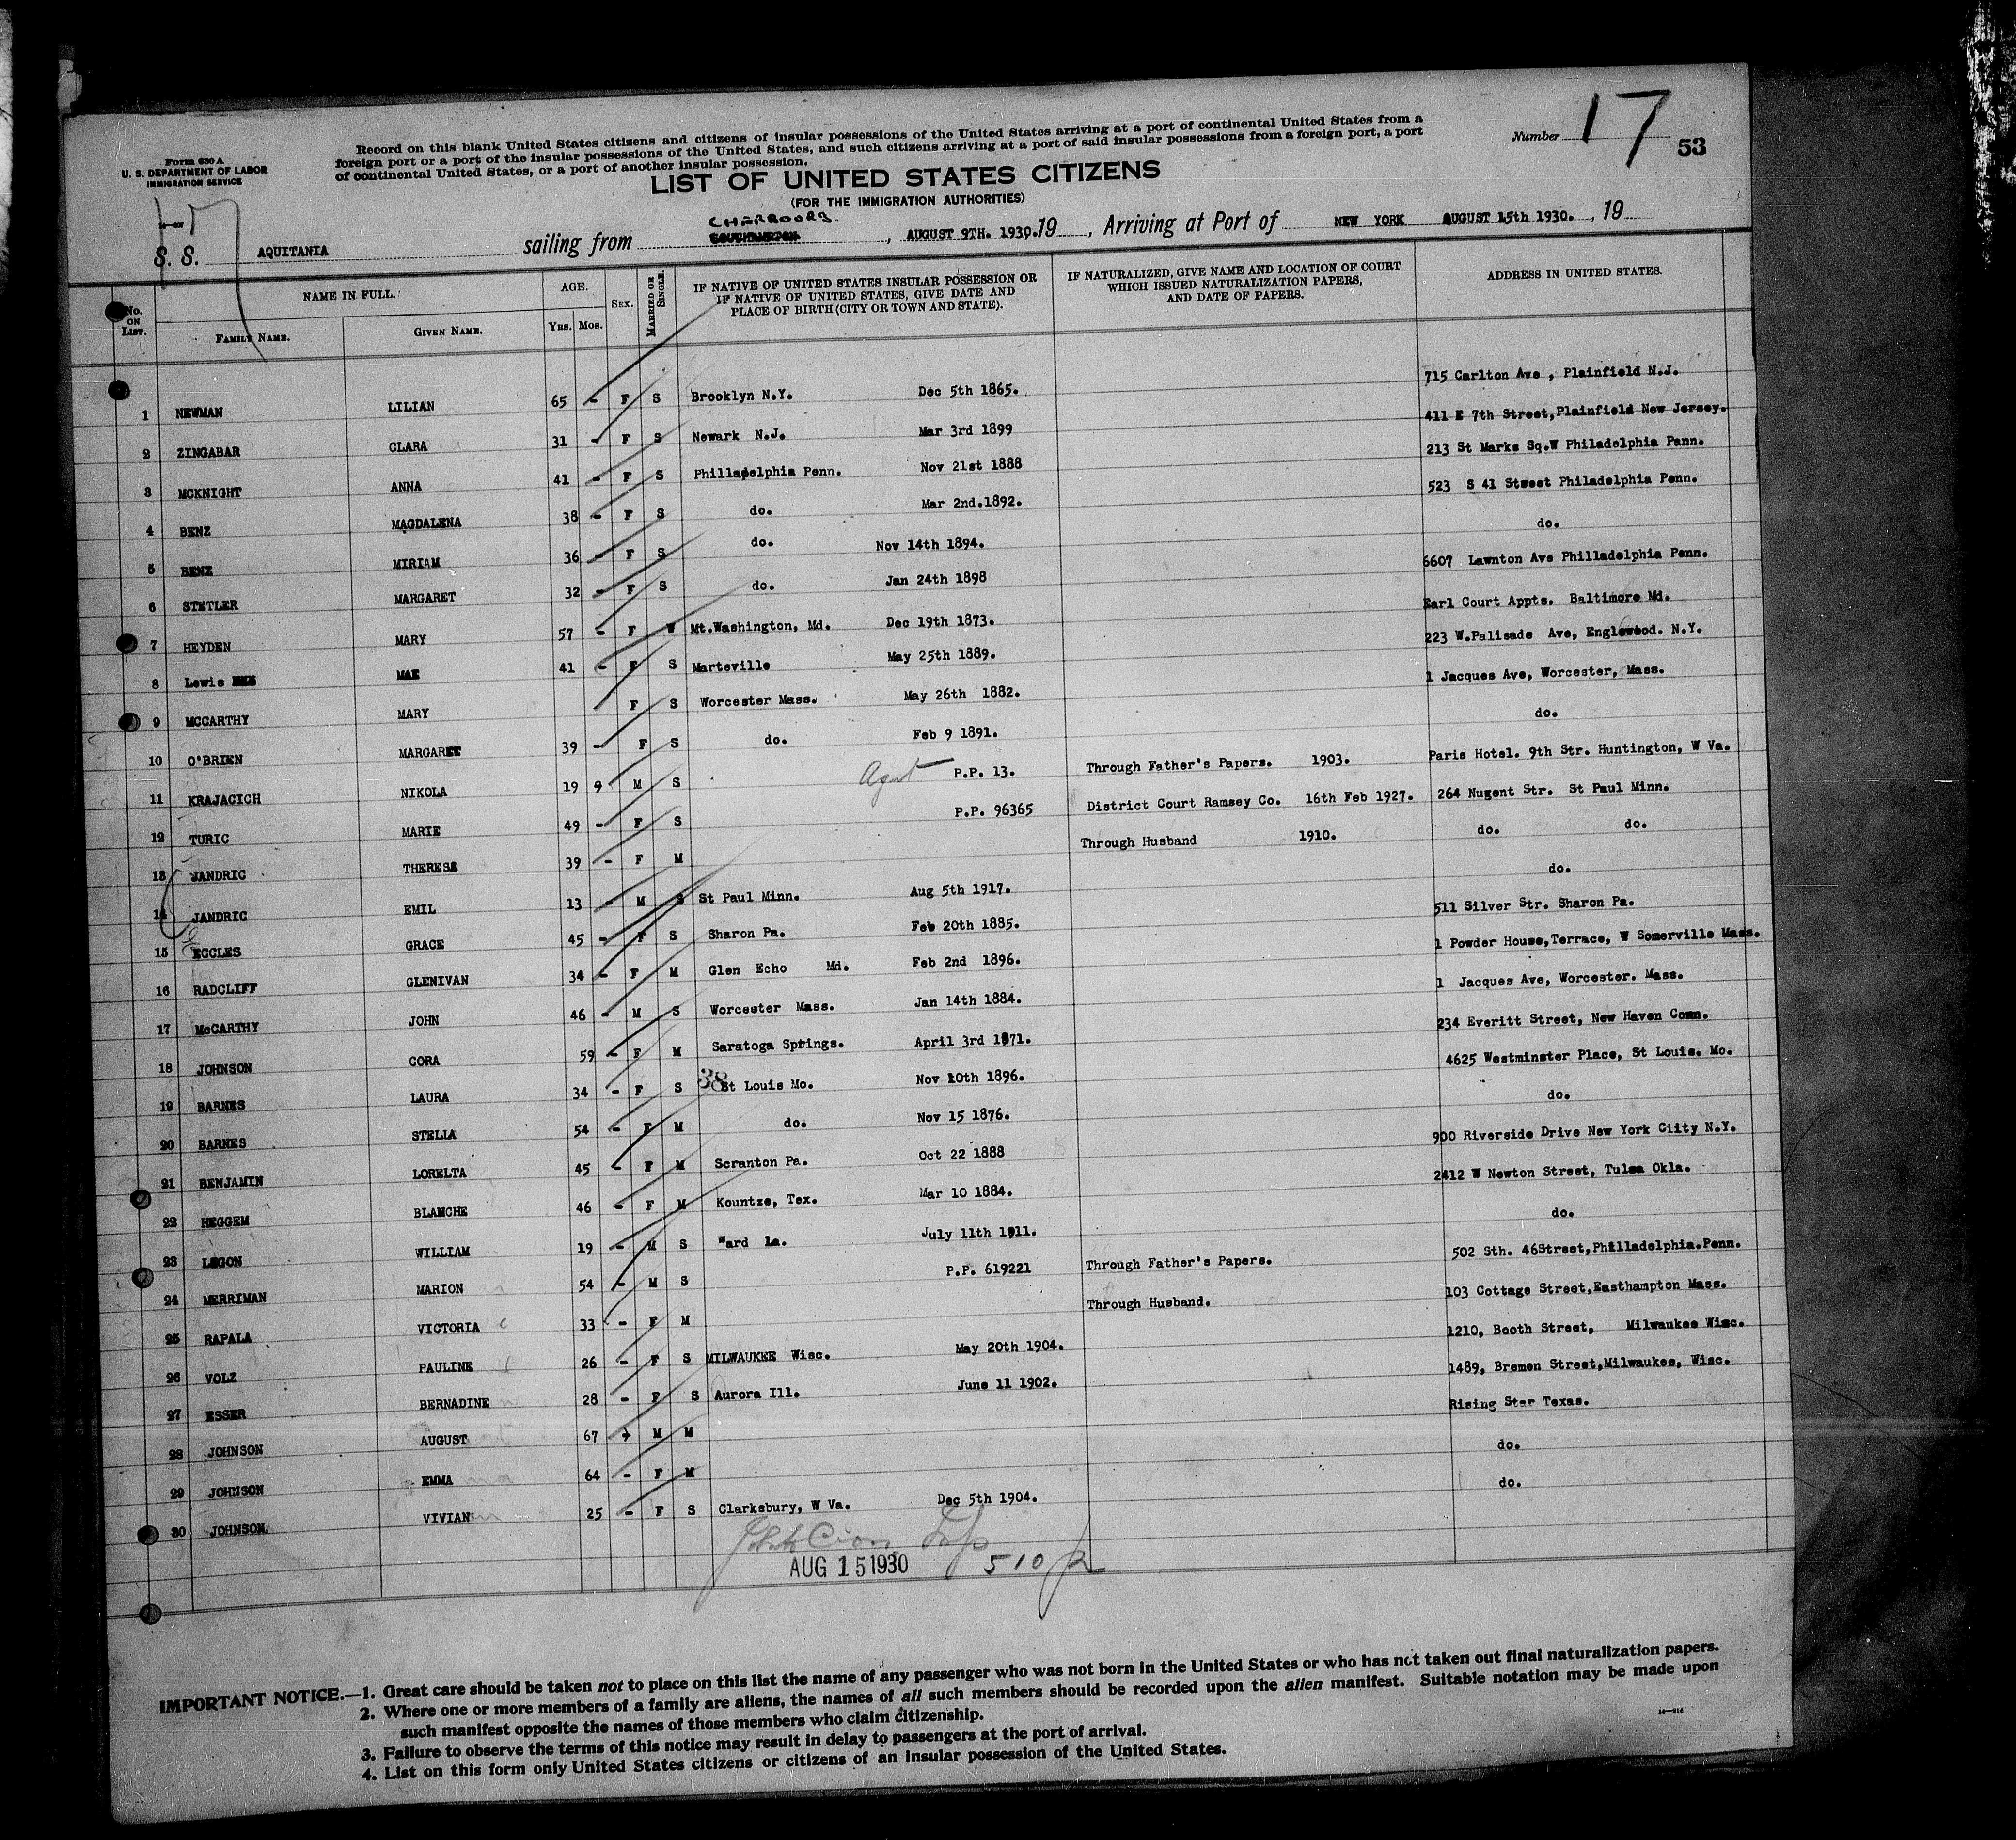 Form 630 A
U. S. DEPARTMENT OF LABOR
IMMIGRATION SERVICE
Record on this blank United States citizens and citizens of insular possessions of the United States arriving at a port of continental United States from a
foreign port or a port of the insular possessions of the United States, and such citizens arriving at a port of said insular possessions from a foreign port, a port
of continental United States, or a port of another insular possession.
Number 17 53
LIST OF UNITED STATES CITIZENS
(FOR THE IMMIGRATION AUTHORITIES)
CHERBOURG
S. S. AQUITANIA sailing from SOUTHAMPTON, AUGUST 9TH. 1930. 19, Arriving at Port of NEW YORK AUGUST 15th 1930., 19
No. ON LIST. NAME IN FULL. AGE. SEX. MARRIED OR SINGLE. IF NATIVE OF UNITED STATES INSULAR POSSESSION OR IF NATIVE OF UNITED STATES, GIVE DATE AND PLACE OF BIRTH (CITY OR TOWN AND STATE). IF NATURALIZED, GIVE NAME AND LOCATION OF COURT WHICH ISSUED NATURALIZATION PAPERS, AND DATE OF PAPERS. ADDRESS IN UNITED STATES.
FAMILY NAME. GIVEN NAME. YRS. MOS.
1 NEWMAN LILIAN 65 - F S Brooklyn N.Y. Dec 5th 1865. 715 Carlton Ave , Plainfield N.J.
2 ZINGABAR CLARA 31 - F S Newark N.J. Mar 3rd 1899 411 E 7th Street,Plainfield New Jersey.
3 MCKNIGHT ANNA 41 - F S Philladelphia Penn. Nov 21st 1888 213 St Marks Sq.W Philadelphia Pann.
4 BENZ MAGDALENA 38 - F S do. Mar 2nd.1892. 523 S 41 Street Philadelphia Penn.
5 BENZ MIRIAM 36 - F S do. Nov 14th 1894. do.
6 STETLER MARGARET 32 - F S do. Jan 24th 1898 6607 Lawnton Ave Philladelphia Penn.
7 HEYDEN MARY 57 - F W Mt.Washington, Md. Dec 19th 1873. Earl Court Appts. Baltimore Md.
8 Lewis MAE 41 - F S Marteville May 25th 1889. 223 W.Palisade Ave, Englewood. N.Y.
9 MCCARTHY MARY F S Worcester Mass. May 26th 1882. 1 Jacques Ave, Worcester, Mass.
10 O'BRIEN MARGARET 39 - F S do. Feb 9 1891. do.
11 KRAJACICH NIKOLA 19 9 M S Agent P.P. 13. Through Father's Papers. 1903. Paris Hotel. 9th Str. Huntington, W Va.
12 TURIC MARIE 49 - F S P.P. 96365 District Court Ramsey Co. 16th Feb 1927. 264 Nugent Str. St Paul Minn.
13 JANDRIC THERESA 39 - F M Through Husband 1910. do. do.
14 JANDRIC EMIL 13 - M S St Paul Minn. Aug 5th 1917. do.
15 ECCLES GRACE 45 - F S Sharon Pa. Feb 20th 1885. 511 Silver Str. Sharon Pa.
16 RADCLIFF GLENIVAN 34 - F M Glen Echo Md. Feb 2nd 1896. 1 Powder House,Terrace, W Somerville Mass.
17 McCARTHY JOHN 46 - M S Worcester Mass. Jan 14th 1884. 1 Jacques Ave, Worcester. Mass.
18 JOHNSON CORA 59 - F M Saratoga Springs. April 3rd 1871. 234 Everitt Street, New Haven Conn.
19 BARNES LAURA 34 - F S 38 St Louis Mo. Nov 10th 1896. 4625 Westminster Place, St Louis. Mo.
20 BARNES STELLA 54 - F M do. Nov 15 1876. do.
21 BENJAMIN LORELTA 45 - F M Scranton Pa. Oct 22 1888 900 Riverside Drive New York Ciity N.Y.
22 HEGGEM BLANCHE 46 - F M Kountze, Tex. Mar 10 1884. 2412 W Newton Street, Tulsa Okla.
23 LEGON WILLIAM 19 - M S Ward La. July 11th 1911. do.
24 MERRIMAN MARION 54 - M S P.P. 619221 Through Father's Papers. 502 Sth. 46Street,Philladelphia.Penn.
25 RAPALA VICTORIA 33 - F M Through Husband. 103 Cottage Street,Easthampton Mass.
26 VOLZ PAULINE 26 - F S MILWAUKEE Wisc. May 20th 1904. 1210, Booth Street, Milwaukee Wisc.
27 ESSER BERNADINE 28 - F S Aurora Ill. June 11 1902. 1489, Bremen Street,Milwaukee, Wisc.
28 JOHNSON AUGUST 67 - M M Rising Star Texas.
29 JOHNSON EMMA 64 - F M do.
30 JOHNSON. VIVIAN 25 - F S Clarksbury, W Va. Dec 5th 1904. do.
AUG 15 1930 510
IMPORTANT NOTICE.—1. Great care should be taken not to place on this list the name of any passenger who was not born in the United States or who has not taken out final naturalization papers.
2. Where one or more members of a family are aliens, the names of all such members should be recorded upon the alien manifest. Suitable notation may be made upon
such manifest opposite the names of those members who claim citizenship.
3. Failure to observe the terms of this notice may result in delay to passengers at the port of arrival.
4. List on this form only United States citizens or citizens of an insular possession of the United States.